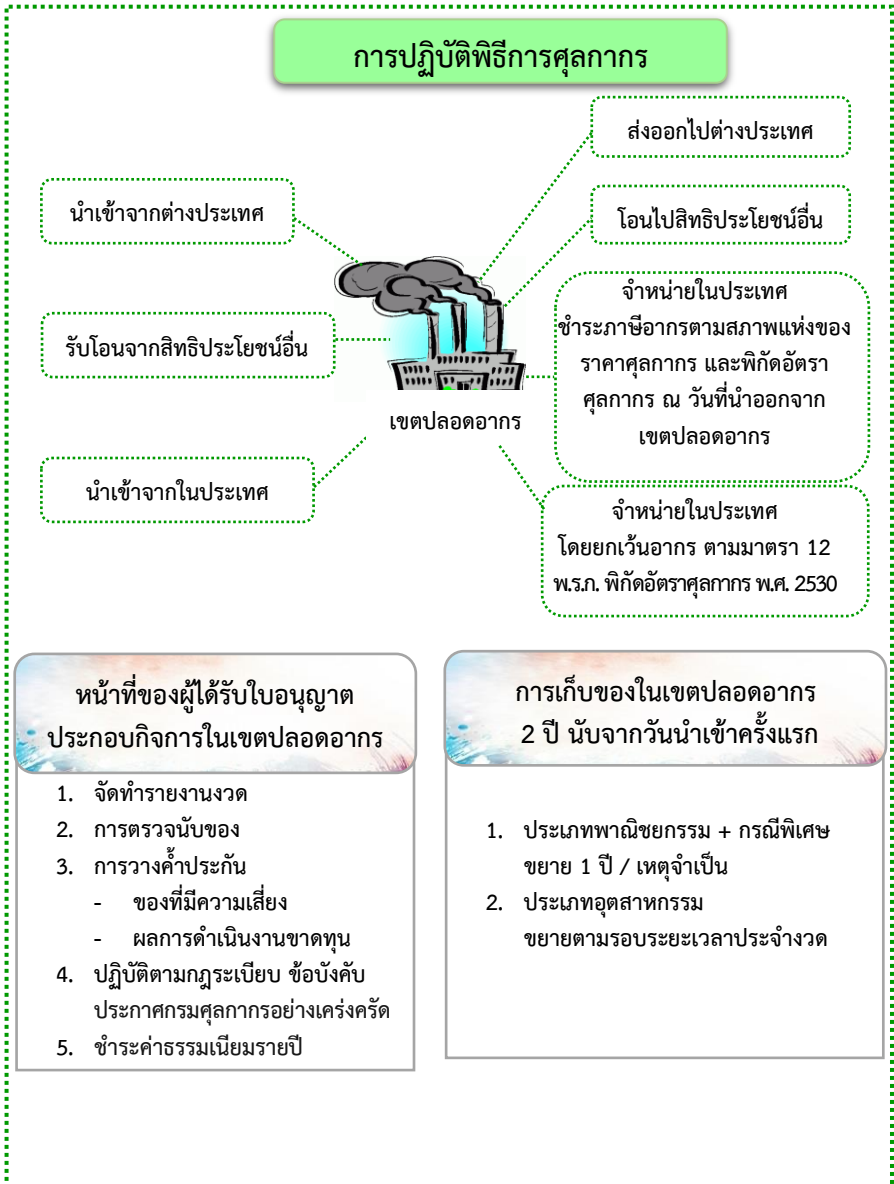 การปฏิบัติพิธีการศุลกากร
ส่งออกไปต่างประเทศ
นำเข้าจากต่างประเทศ
โอนไปสิทธิประโยชน์อื่น
รับโอนจากสิทธิประโยชน์อื่น
จำหน่ายในประเทศ
ชำระภาษีอากรตามสภาพแห่งของ
ราคาศุลกากร และพิกัดอัตรา
ศุลกากร ณ วันที่นำออกจาก
เขตปลอดอากร
เขตปลอดอากร
นำเข้าจากในประเทศ
จำหน่ายในประเทศ
โดยยกเว้นอากร ตามมาตรา 12
พ.ร.ก. พิกัดอัตราศุลกากร พ.ศ. 2530
หน้าที่ของผู้ได้รับใบอนุญาต
ประกอบกิจการในเขตปลอดอากร
1. จัดทำรายงานงวด
2. การตรวจนับของ
3. การวางค้ำประกัน
- ของที่มีความเสี่ยง
- ผลการดำเนินงานขาดทุน
4. ปฏิบัติตามกฎระเบียบ ข้อบังคับ
ประกาศกรมศุลกากรอย่างเคร่งครัด
5. ชำระค่าธรรมเนียมรายปี
การเก็บของในเขตปลอดอากร
2 ปี นับจากวันนำเข้าครั้งแรก
1. ประเภทพาณิชยกรรม + กรณีพิเศษ
ขยาย 1 ปี / เหตุจำเป็น
2. ประเภทอุตสาหกรรม
ขยายตามรอบระยะเวลาประจำงวด